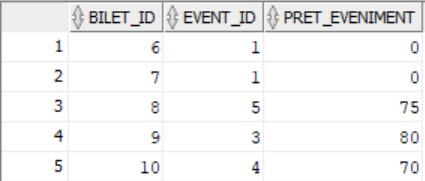 BILET_ID EVENT_ID PRET_EVENIMENT
1 6 1 0
2 7 1 0
3 8 5 75
4 9 3 80
5 10 4 70